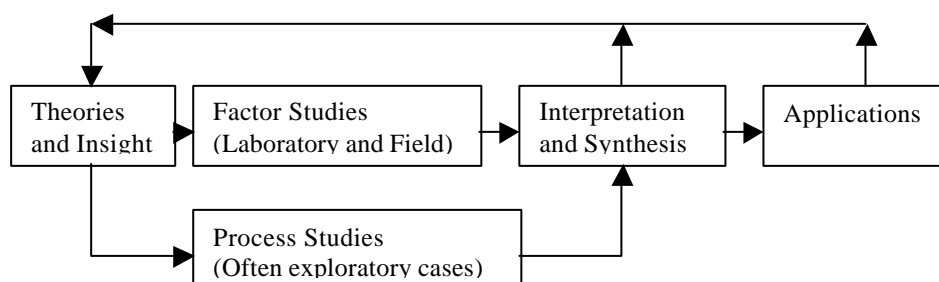 Theories
and Insight
Factor Studies
(Laboratory and Field)
Interpretation
and Synthesis
Applications
Process Studies
(Often exploratory cases)